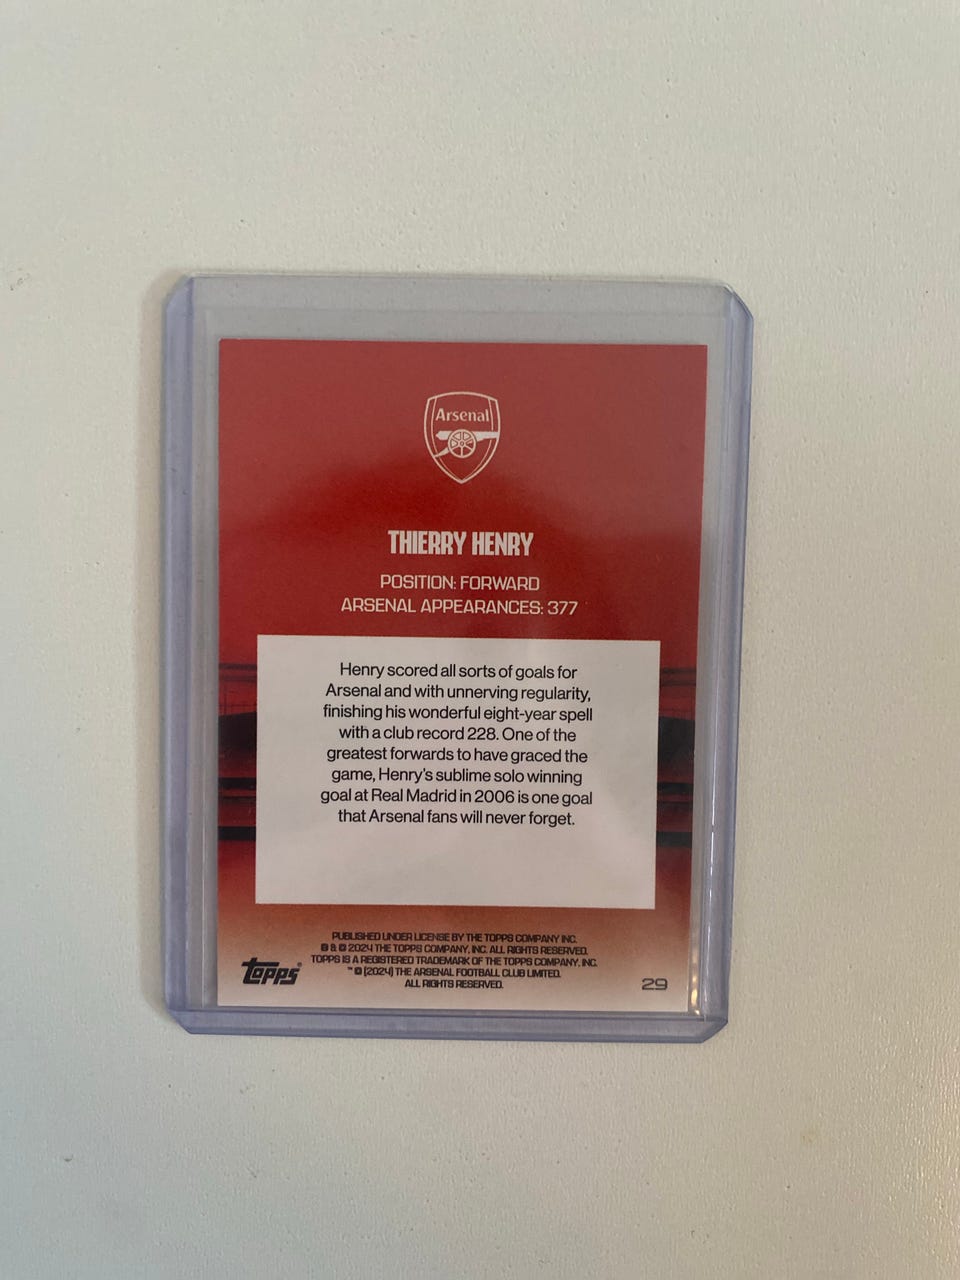 Arsenal
THIERRY HENRY
POSITION: FORWARD
ARSENAL APPEARANCES: 377
Henry scored all sorts of goals for
Arsenal and with unnerving regularity,
finishing his wonderful eight-year spell
with a club record 228. One of the
greatest forwards to have graced the
game, Henry's sublime solo winning
goal at Real Madrid in 2006 is one goal
that Arsenal fans will never forget.
PUBLISHED UNDER LICENSE BY THE TOPPS COMPANY INC.
® & © 2024 THE TOPPS COMPANY, INC. ALL RIGHTS RESERVED.
TOPPS IS A REGISTERED TRADEMARK OF THE TOPPS COMPANY, INC.
™ © (2024) THE ARSENAL FOOTBALL CLUB LIMITED.
ALL RIGHTS RESERVED.
topps®
29